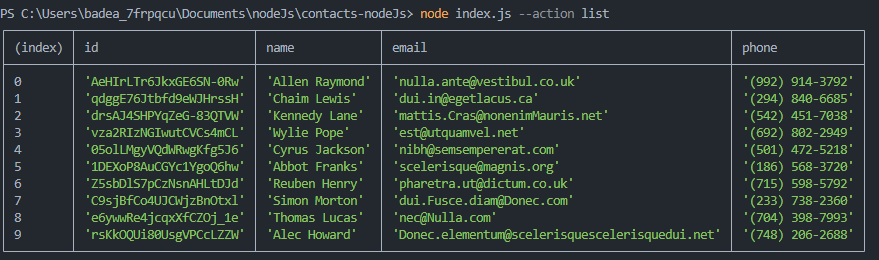 PS C:\Users\badea_7frpqcu\Documents\nodeJs\contacts-nodeJs> node index.js --action list
(index) id name email phone
0 'AeHIrLTr6JkxGE6SN-0Rw' 'Allen Raymond' 'nulla.ante@vestibul.co.uk' '(992) 914-3792'
1 'qdggE76Jtbfd9eWJHrssH' 'Chaim Lewis' 'dui.in@egetlacus.ca' '(294) 840-6685'
2 'drsAJ4SHPYqZeG-83QTVW' 'Kennedy Lane' 'mattis.Cras@nonenimMauris.net' '(542) 451-7038'
3 'vza2RIzNGIwutCVCs4mCL' 'Wylie Pope' 'est@utquamvel.net' '(692) 802-2949'
4 '05olLMgyVQdWRwgKfg5J6' 'Cyrus Jackson' 'nibh@semsempererat.com' '(501) 472-5218'
5 '1DEXoP8AuCGYc1YgoQ6hw' 'Abbot Franks' 'scelerisque@magnis.org' '(186) 568-3720'
6 'Z5sbDlS7pCzNsnAHLtDJd' 'Reuben Henry' 'pharetra.ut@dictum.co.uk' '(715) 598-5792'
7 'C9sjBfCo4UJCWjzBnOtxl' 'Simon Morton' 'dui.Fusce.diam@Donec.com' '(233) 738-2360'
8 'e6ywwRe4jcqxXfCZOj_1e' 'Thomas Lucas' 'nec@Nulla.com' '(704) 398-7993'
9 'rsKkOQUi80UsgVPCcLZZW' 'Alec Howard' 'Donec.elementum@scelerisquescelerisquedui.net' '(748) 206-2688'